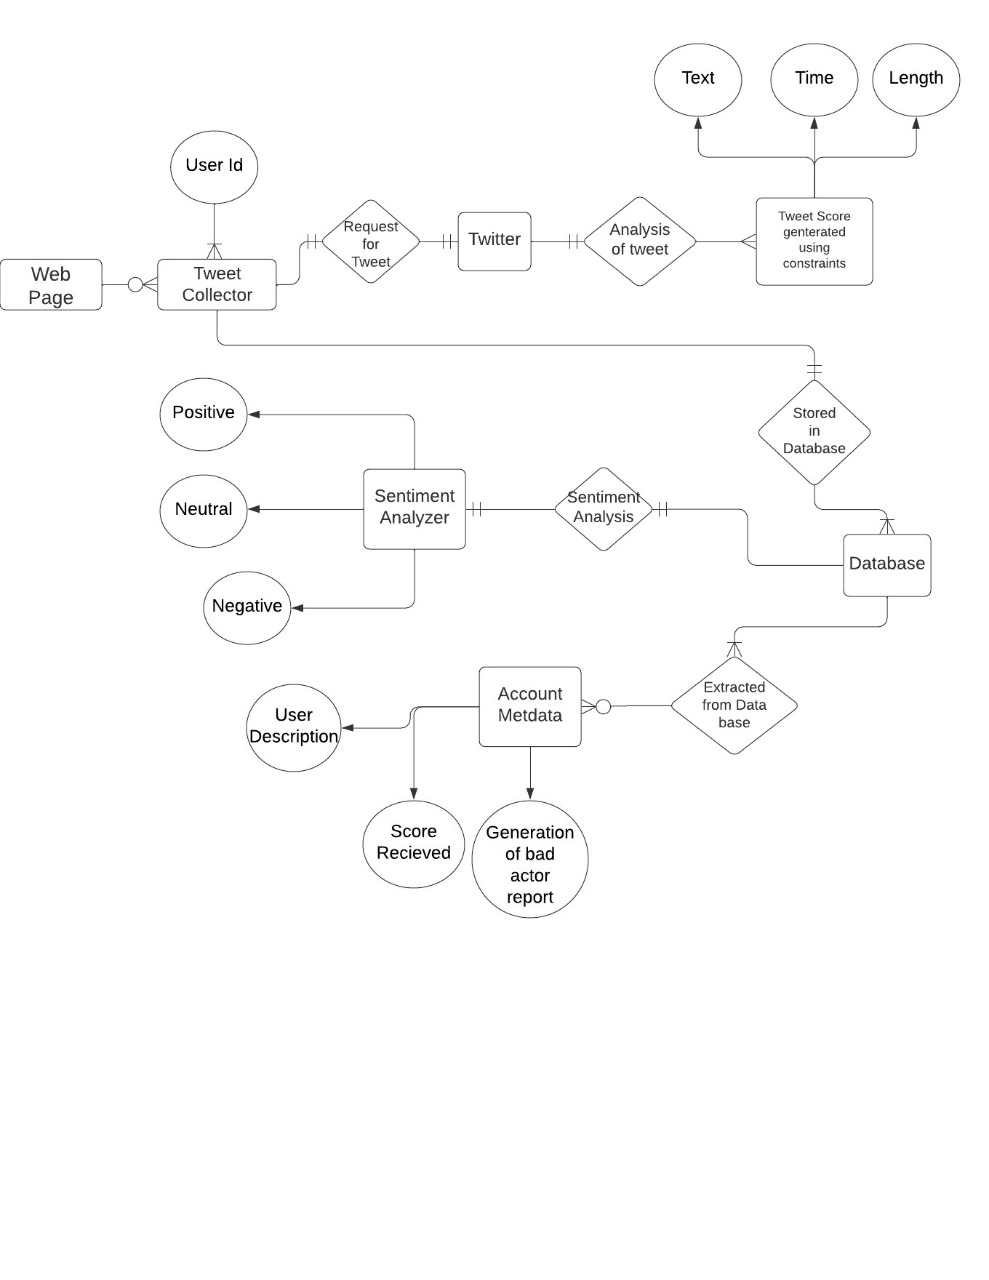 Text
Time
Length
User Id
Request
for
Tweet
Twitter
Analysis
of tweet
Tweet Score
genterated
using
constraints
Web
Page
Tweet
Collector
Positive
Stored
in
Database
Neutral
Sentiment
Analyzer
Sentiment
Analysis
Database
Negative
Account
Metdata
Extracted
from Data
base
User
Description
Score
Recieved
Generation
of bad
actor
report